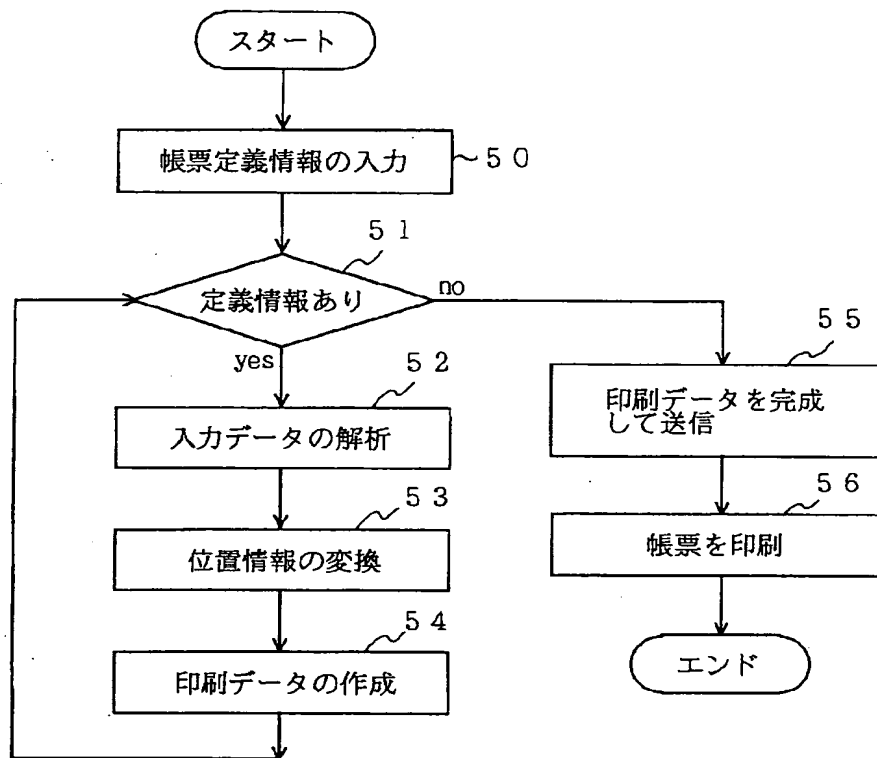 スタート
帳票定義情報の入力
50
51
定義情報あり
no
yes
52
入力データの解析
53
位置情報の変換
54
印刷データの作成
55
印刷データを完成
して送信
56
帳票を印刷
エンド